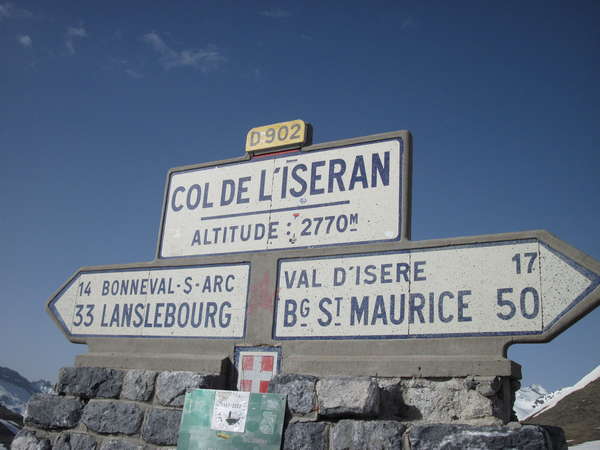 D.902
COL DE L'ISERAN
ALTITUDE : 2770M
14 BONNEVAL-S-ARC
33 LANSLEBOURG
VAL D'ISERE 17
BG ST MAURICE 50